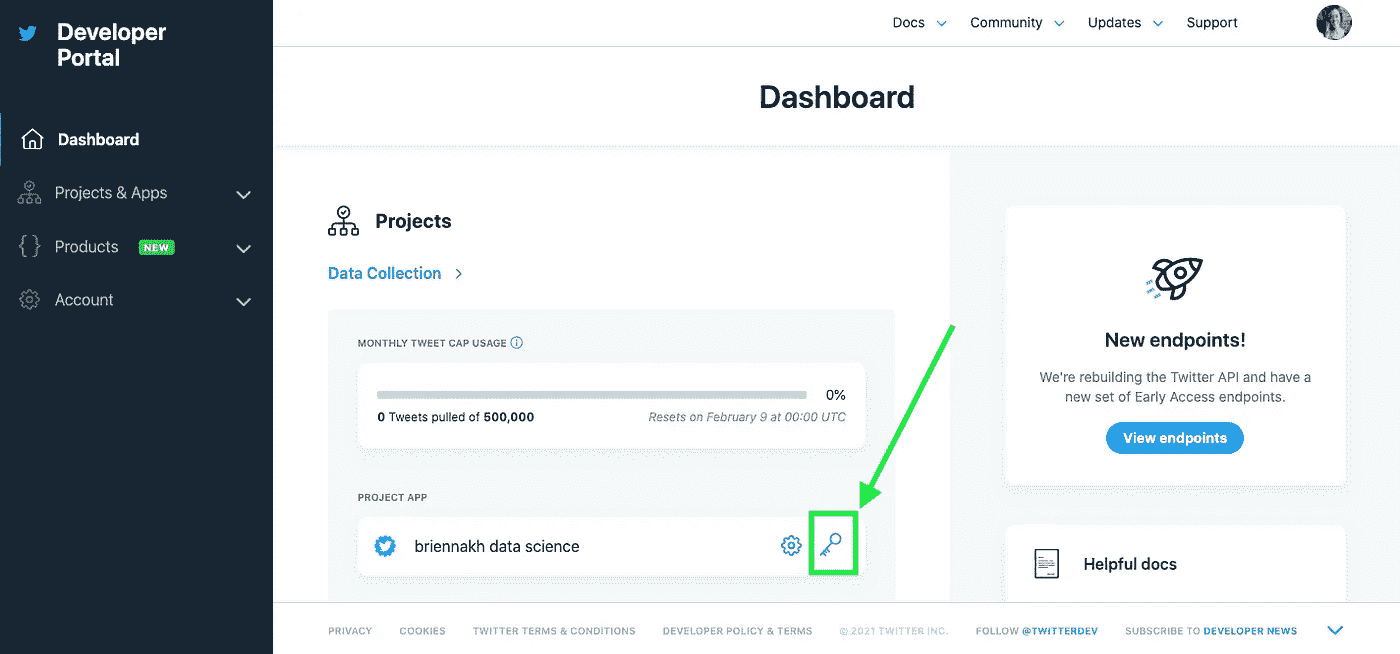 Developer
Portal
Dashboard
Projects & Apps
Products NEW
Account
Docs Community Updates Support
Dashboard
Projects
Data Collection
MONTHLY TWEET CAP USAGE
0%
0 Tweets pulled of 500,000 Resets on February 9 at 00:00 UTC
PROJECT APP
briennakh data science
New endpoints!
We're rebuilding the Twitter API and have a
new set of Early Access endpoints.
View endpoints
Helpful docs
PRIVACY COOKIES TWITTER TERMS & CONDITIONS DEVELOPER POLICY & TERMS © 2021 TWITTER INC. FOLLOW @TWITTERDEV SUBSCRIBE TO DEVELOPER NEWS